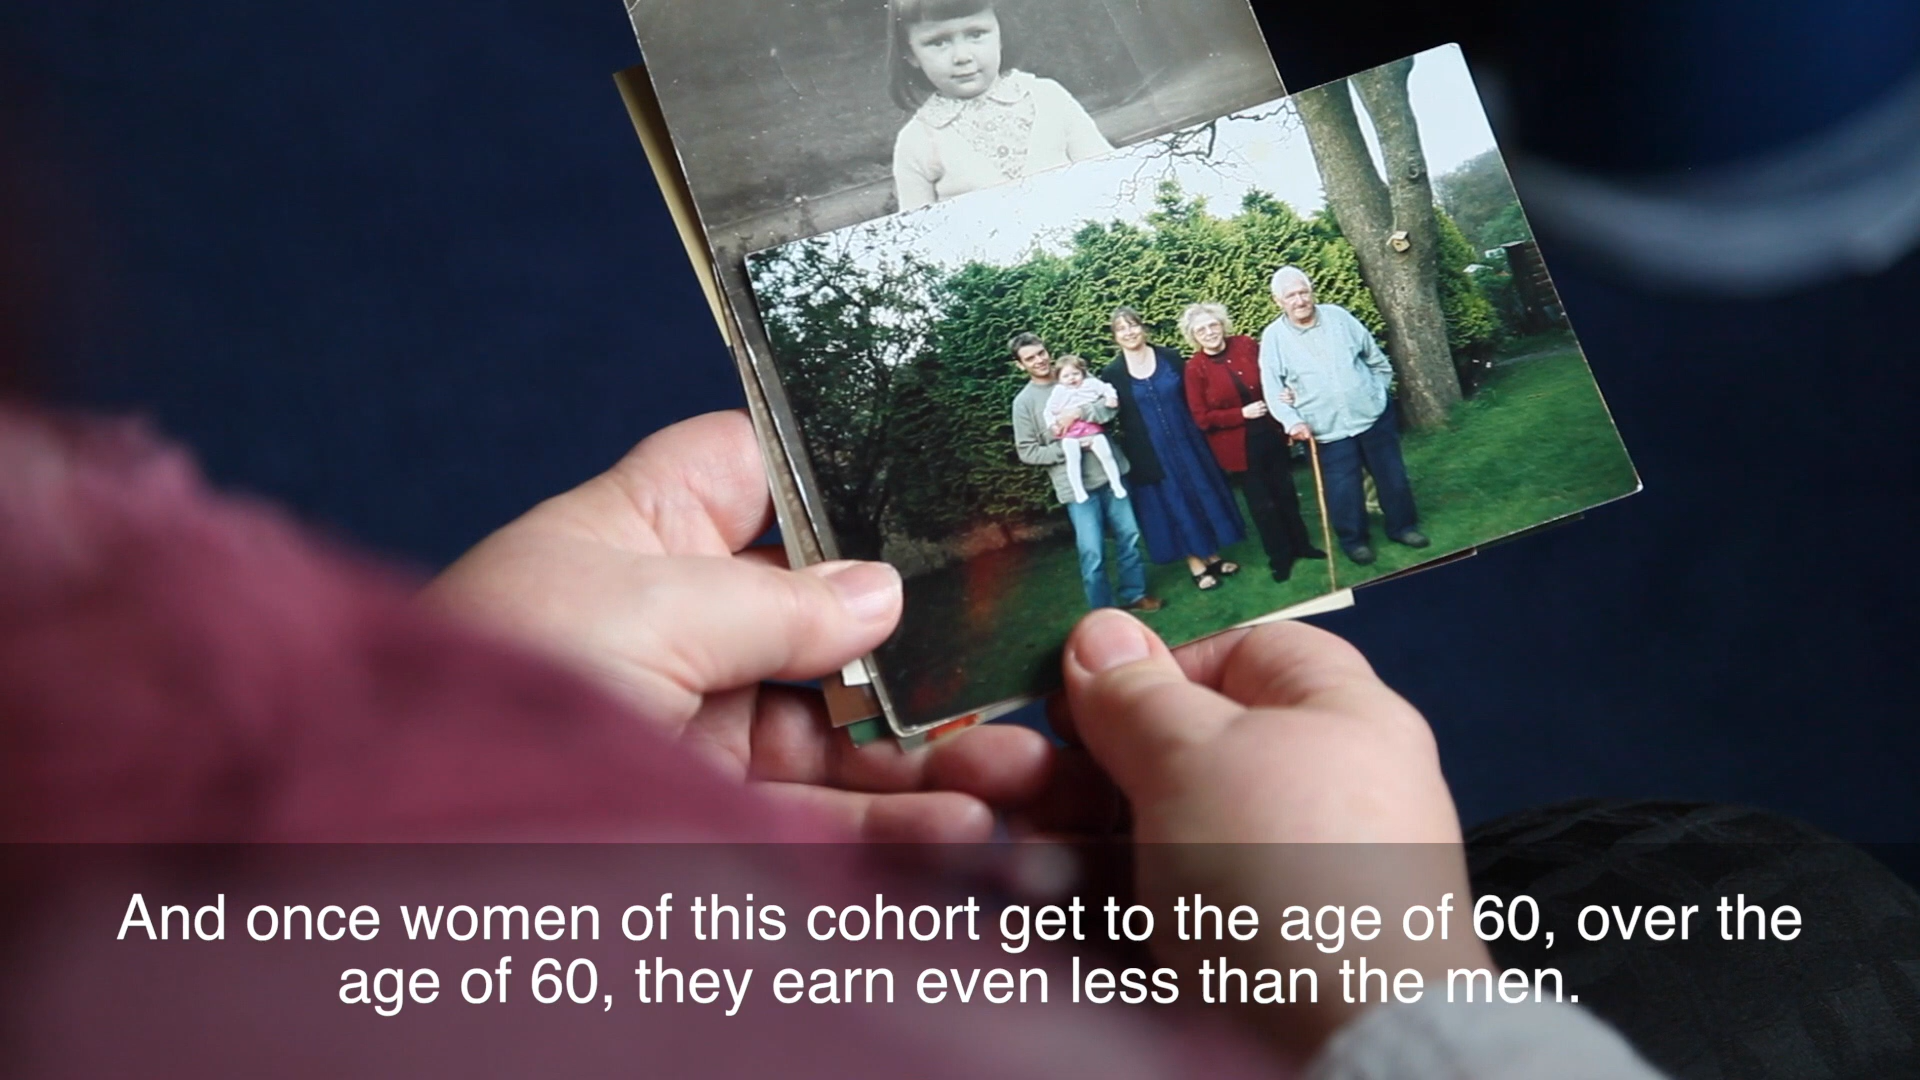 And once women of this cohort get to the age of 60, over the
age of 60, they earn even less than the men.